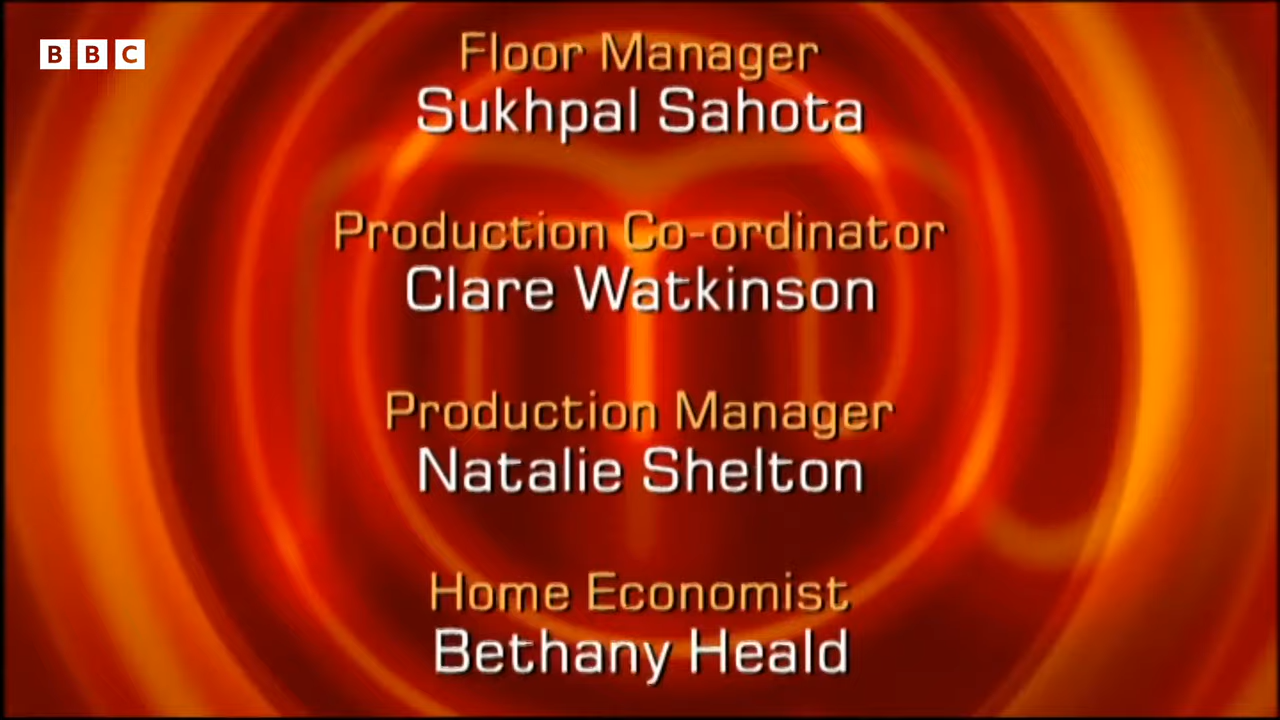 BBC
Floor Manager
Sukhpal Sahota
Production Co-ordinator
Clare Watkinson
Production Manager
Natalie Shelton
Home Economist
Bethany Heald